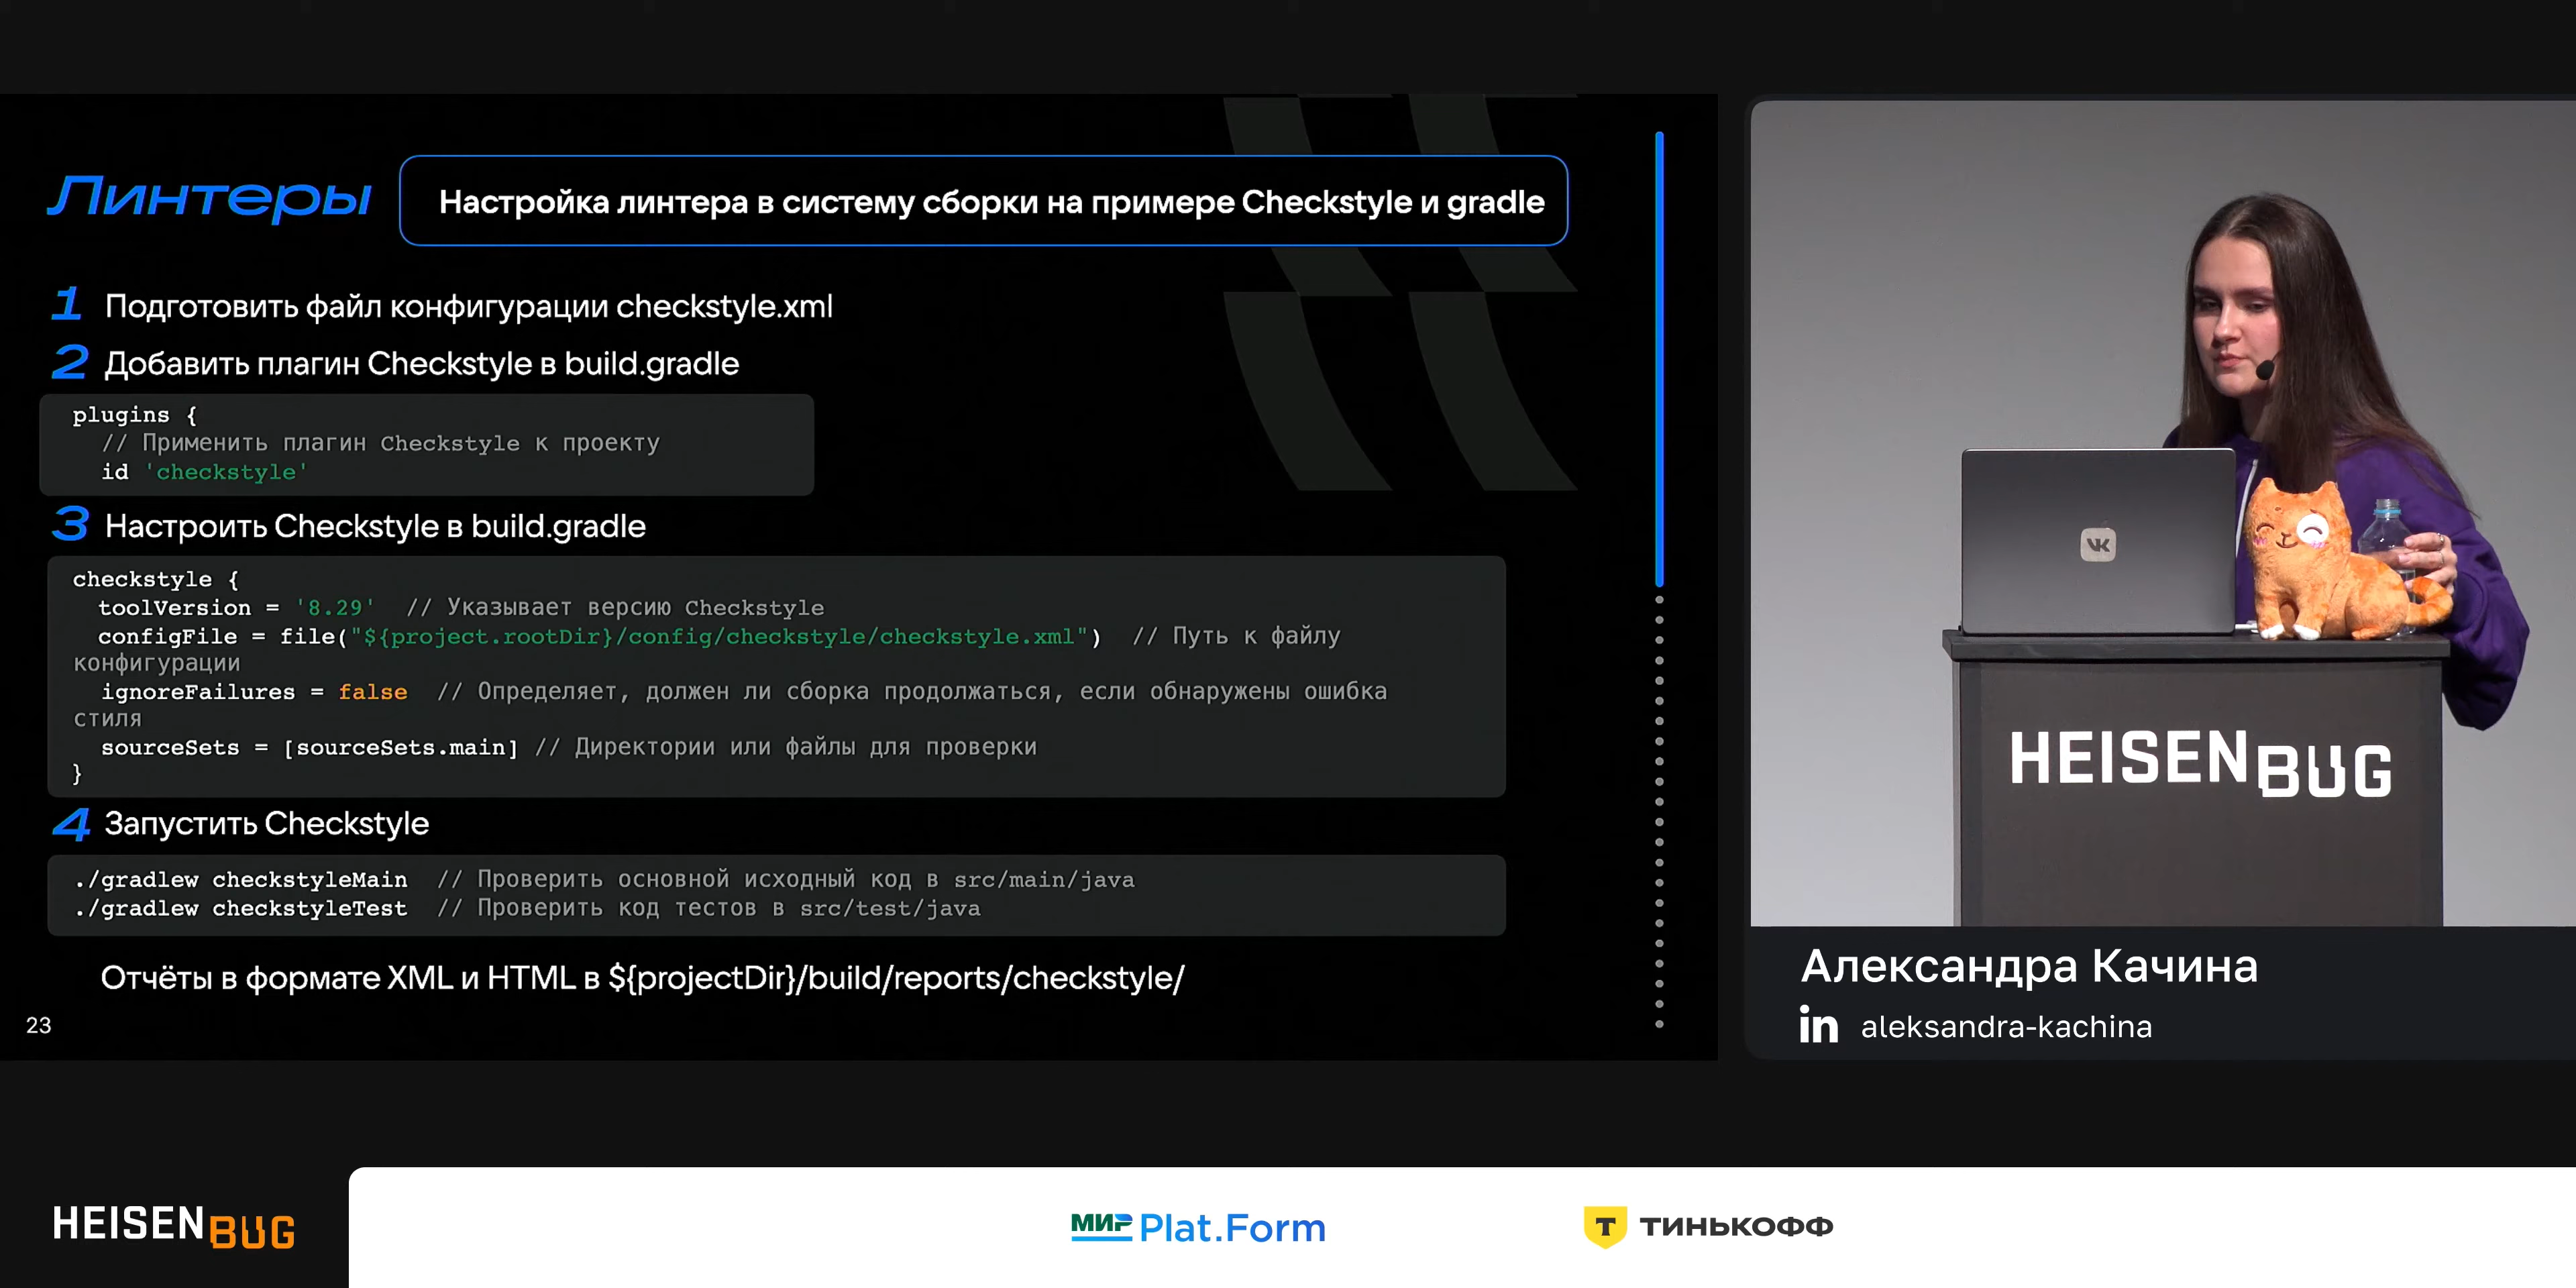 Линтеры
Настройка линтера в систему сборки на примере Checkstyle и gradle
1 Подготовить файл конфигурации checkstyle.xml
2 Добавить плагин Checkstyle в build.gradle
plugins {
// Применить плагин Checkstyle к проекту
id 'checkstyle'
3 Настроить Checkstyle в build.gradle
checkstyle {
toolVersion = '8.29' // Указывает версию Checkstyle
configFile = file("${project.rootDir}/config/checkstyle/checkstyle.xml") // Путь к файлу
конфигурации
ignoreFailures = false // Определяет, должен ли сборка продолжаться, если обнаружены ошибка
стиля
sourceSets = [sourceSets.main] // Директории или файлы для проверки
}
4 Запустить Checkstyle
./gradlew checkstyleMain // Проверить основной исходный код в src/main/java
./gradlew checkstyleTest // Проверить код тестов в src/test/java
Отчёты в формате XML и HTML в ${projectDir}/build/reports/checkstyle/
23
VK
HEISENBUG
Александра Качина
in aleksandra-kachina
HEISENBUG
МИР Plat.Form
Т ТИНЬКОФФ